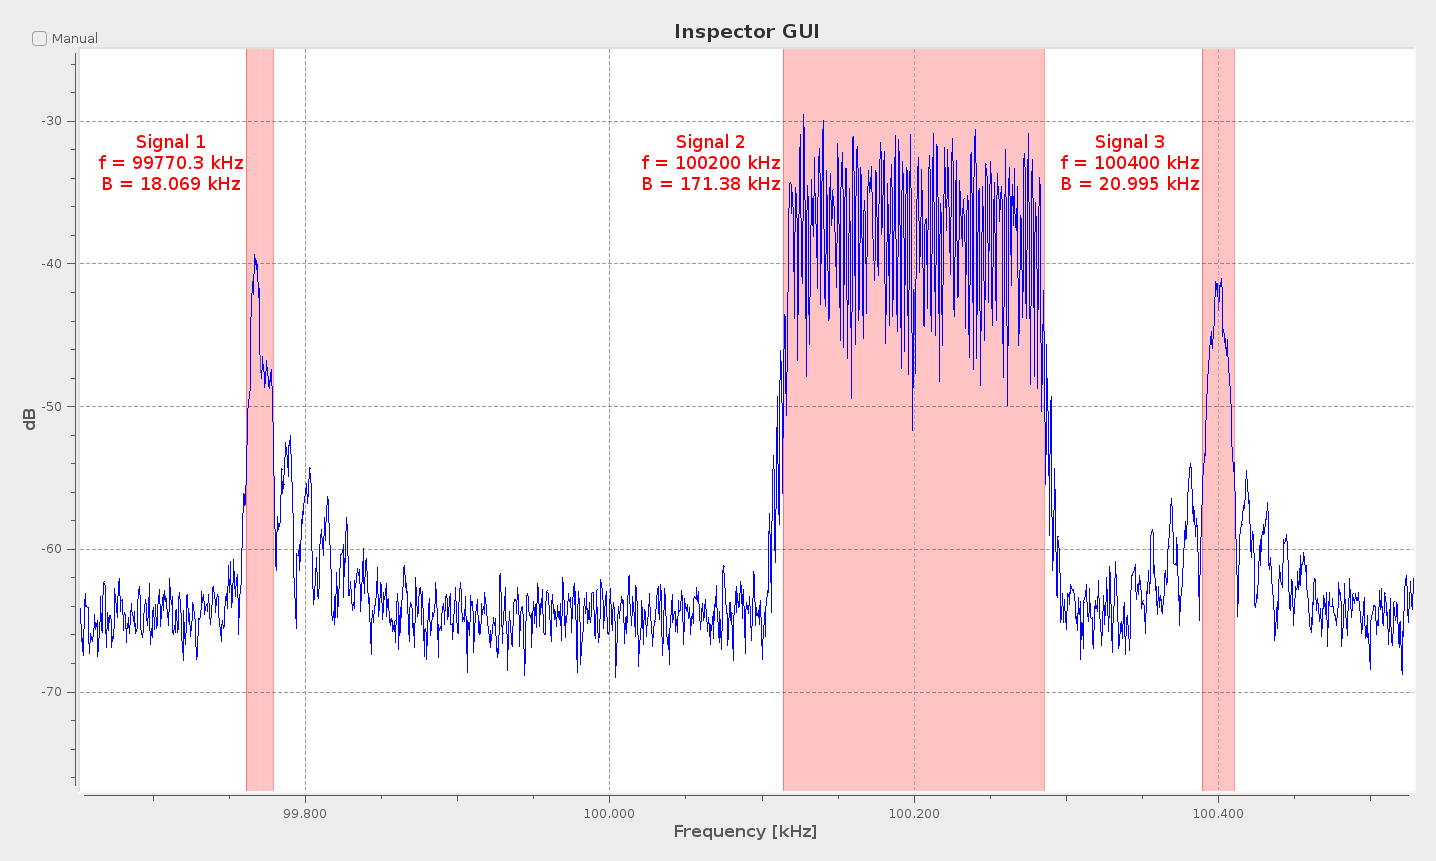 Inspector GUI
Manual
Signal 1
f = 99770.3 kHz
B = 18.069 kHz
Signal 2
f = 100200 kHz
B = 171.38 kHz
Signal 3
f = 100400 kHz
B = 20.995 kHz
dB
-30
-40
-50
-60
-70
99.800
100.000
100.200
100.400
Frequency [kHz]